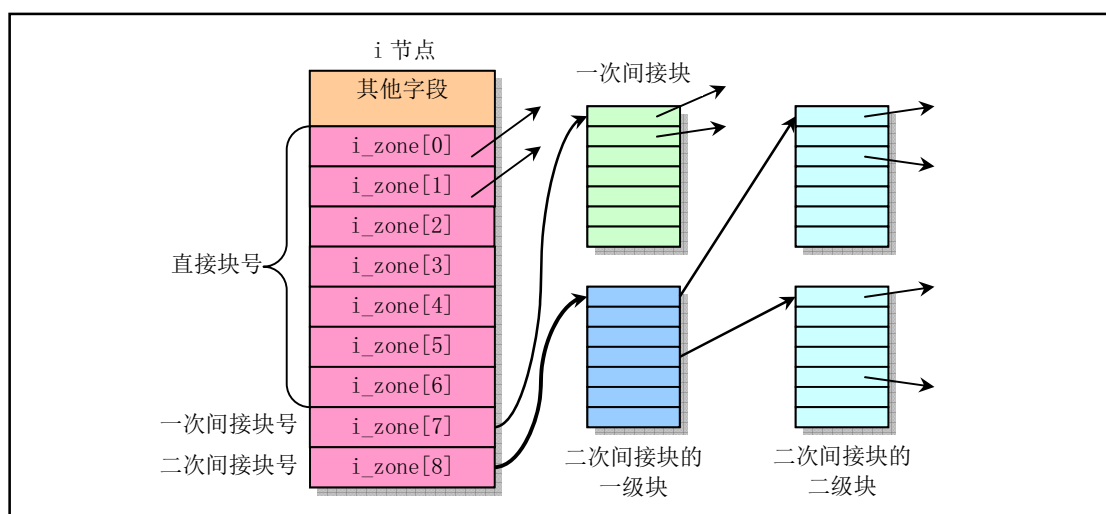 i 节点
其他字段
i_zone[0]
i_zone[1]
i_zone[2]
i_zone[3]
i_zone[4]
i_zone[5]
i_zone[6]
i_zone[7]
i_zone[8]
直接块号
一次间接块号
二次间接块号
一次间接块
二次间接块的
一级块
二次间接块的
二级块